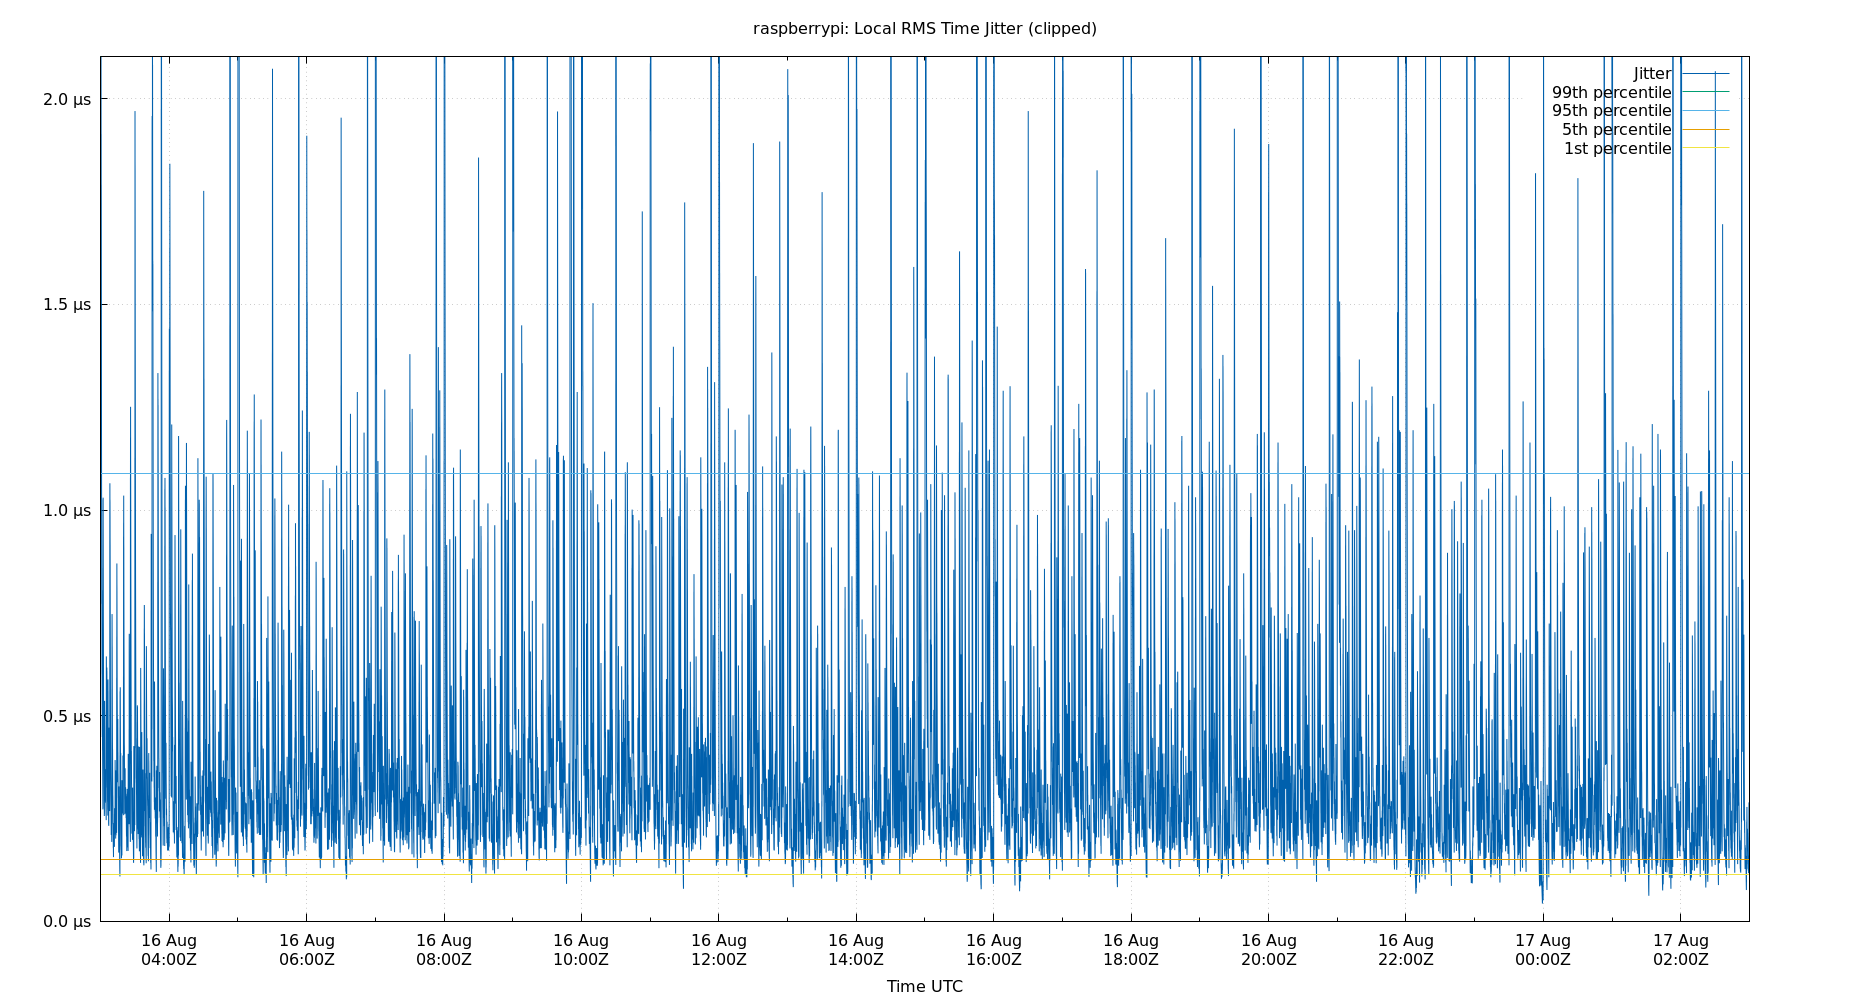 raspberrypi: Local RMS Time Jitter (clipped)
Jitter
99th percentile
95th percentile
5th percentile
1st percentile
2.0 µs
1.5 µs
1.0 µs
0.5 µs
0.0 µs
16 Aug 16 Aug 16 Aug 16 Aug 16 Aug 16 Aug 16 Aug 16 Aug 16 Aug 16 Aug 17 Aug 17 Aug
04:00Z 06:00Z 08:00Z 10:00Z 12:00Z 14:00Z 16:00Z 18:00Z 20:00Z 22:00Z 00:00Z 02:00Z
Time UTC